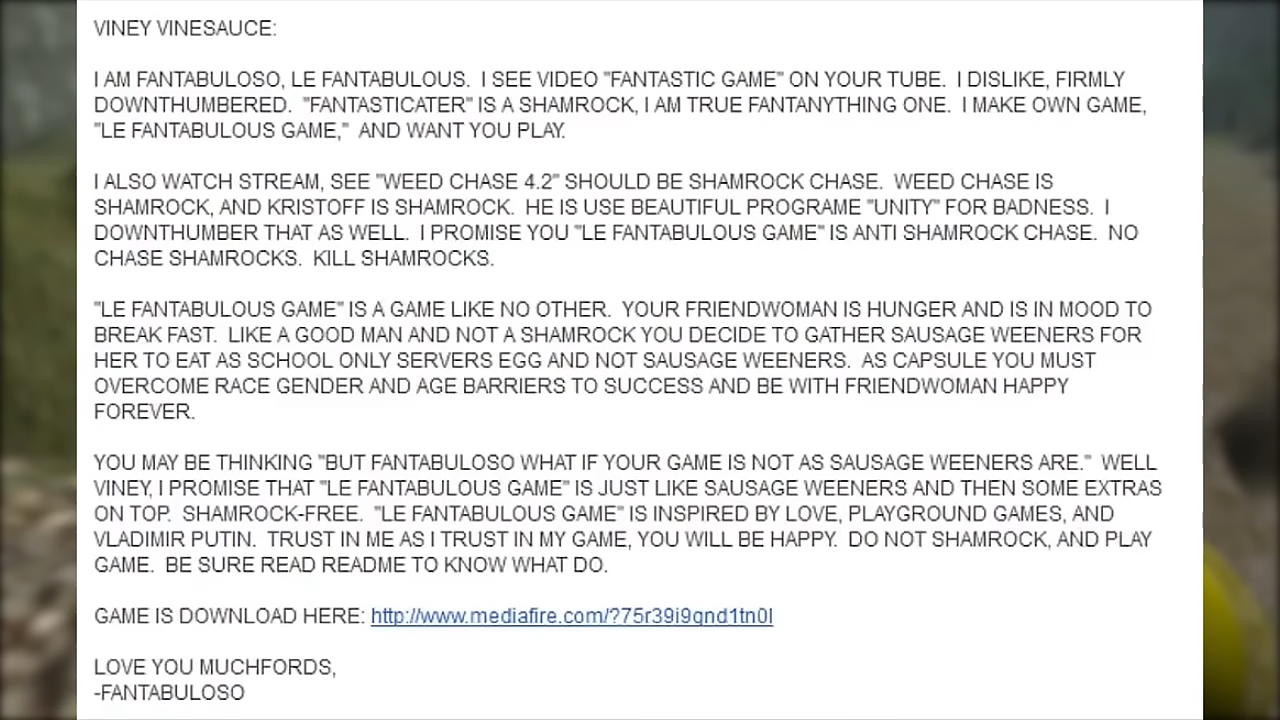 VINEY VINESAUCE:
I AM FANTABULOSO, LE FANTABULOUS.  I SEE VIDEO "FANTASTIC GAME" ON YOUR TUBE.  I DISLIKE, FIRMLY
DOWNTHUMBERED.  "FANTASTICATER" IS A SHAMROCK, I AM TRUE FANTANYTHING ONE.  I MAKE OWN GAME,
"LE FANTABULOUS GAME,"  AND WANT YOU PLAY.
I ALSO WATCH STREAM, SEE "WEED CHASE 4.2" SHOULD BE SHAMROCK CHASE.  WEED CHASE IS
SHAMROCK, AND KRISTOFF IS SHAMROCK.  HE IS USE BEAUTIFUL PROGRAME "UNITY" FOR BADNESS.  I
DOWNTHUMBER THAT AS WELL.  I PROMISE YOU "LE FANTABULOUS GAME" IS ANTI SHAMROCK CHASE.  NO
CHASE SHAMROCKS.  KILL SHAMROCKS.
"LE FANTABULOUS GAME" IS A GAME LIKE NO OTHER.  YOUR FRIENDWOMAN IS HUNGER AND IS IN MOOD TO
BREAK FAST.  LIKE A GOOD MAN AND NOT A SHAMROCK YOU DECIDE TO GATHER SAUSAGE WEENERS FOR
HER TO EAT AS SCHOOL ONLY SERVERS EGG AND NOT SAUSAGE WEENERS.  AS CAPSULE YOU MUST
OVERCOME RACE GENDER AND AGE BARRIERS TO SUCCESS AND BE WITH FRIENDWOMAN HAPPY
FOREVER.
YOU MAY BE THINKING "BUT FANTABULOSO WHAT IF YOUR GAME IS NOT AS SAUSAGE WEENERS ARE."  WELL
VINEY, I PROMISE THAT "LE FANTABULOUS GAME" IS JUST LIKE SAUSAGE WEENERS AND THEN SOME EXTRAS
ON TOP.  SHAMROCK-FREE.  "LE FANTABULOUS GAME" IS INSPIRED BY LOVE, PLAYGROUND GAMES, AND
VLADIMIR PUTIN.  TRUST IN ME AS I TRUST IN MY GAME, YOU WILL BE HAPPY.  DO NOT SHAMROCK, AND PLAY
GAME.  BE SURE READ README TO KNOW WHAT DO.
GAME IS DOWNLOAD HERE: http://www.mediafire.com/?75r39i9qnd1tn0l
LOVE YOU MUCHFORDS,
-FANTABULOSO